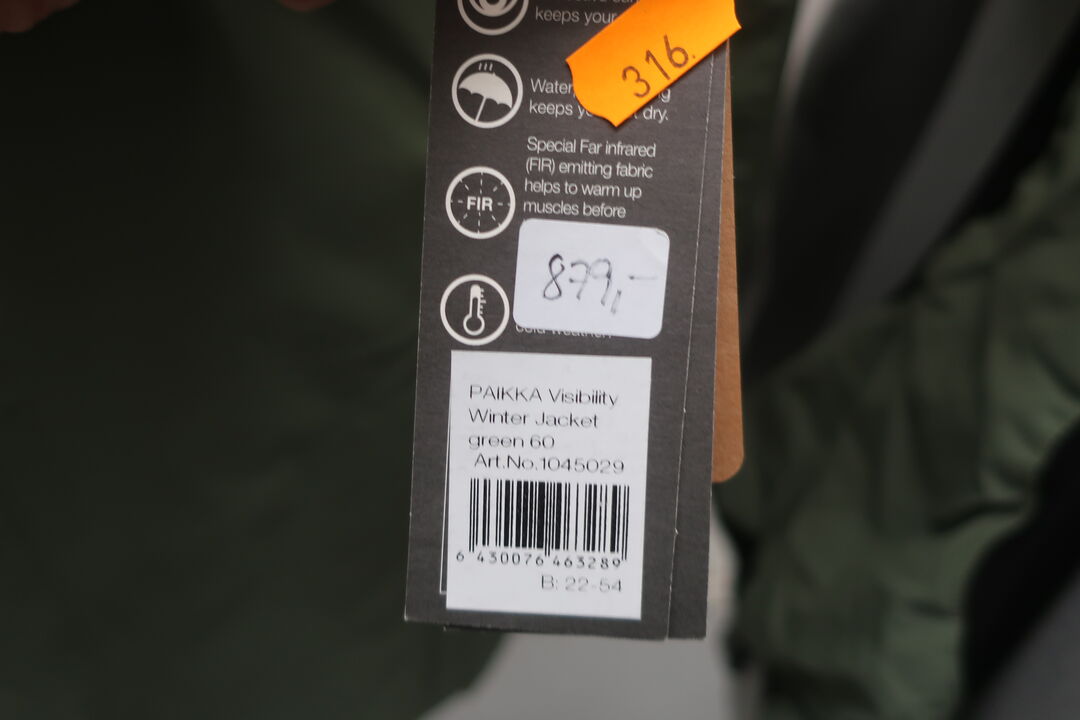 keeps your
316.
Water
keeps dry.
Special Far infrared
(FIR) emitting fabric
helps to warm up
muscles before
FIR
879,-
PAIKKA Visibility
Winter Jacket
green 60
Art.No.1045029
6 430076 463289
B: 22-54